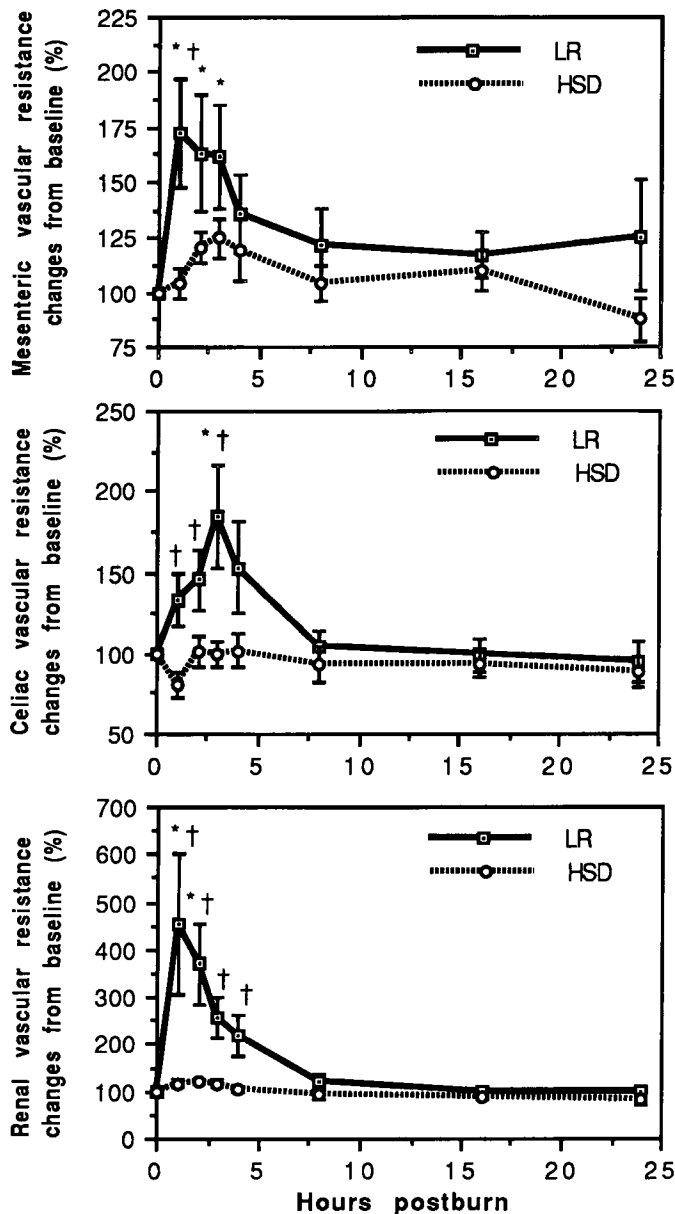 Mesenteric vascular resistance
changes from baseline (%)
225
200
175
150
125
100
75
* †
* *
LR
HSD
0 5 10 15 20 25
Celiac vascular resistance
changes from baseline (%)
250
200
150
100
50
* †
† †
LR
HSD
0 5 10 15 20 25
Renal vascular resistance
changes from baseline (%)
700
600
500
400
300
200
100
0
* †
* †
† †
LR
HSD
0 5 10 15 20 25
Hours postburn